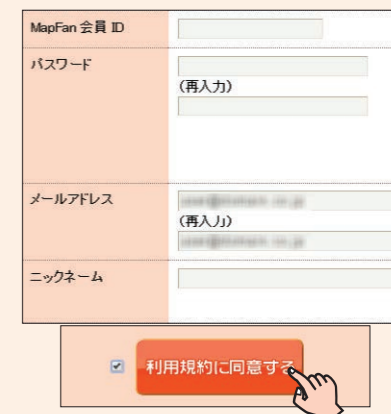 MapFan 会員 ID
パスワード
(再入力)
メールアドレス
(再入力)
ニックネーム
利用規約に同意する